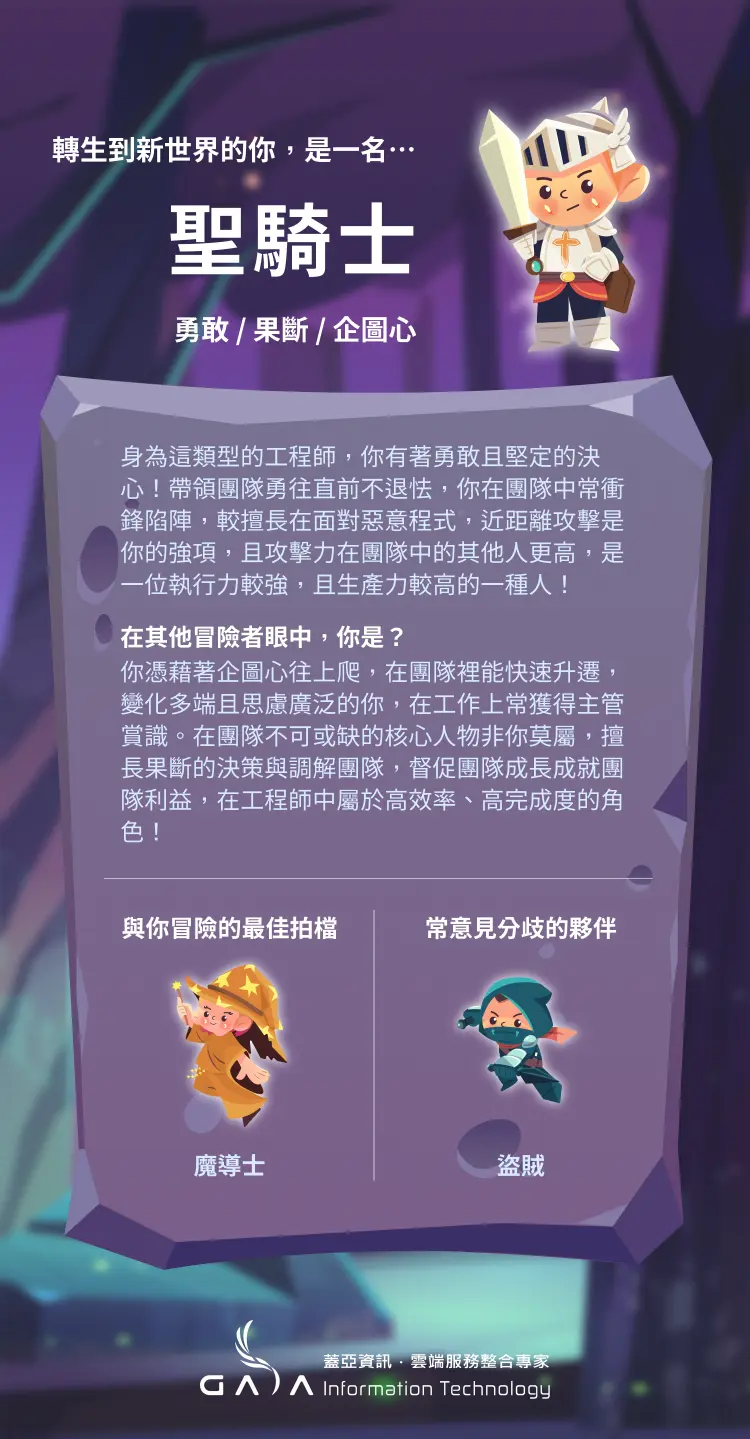 轉生到新世界的你，是一名…
聖騎士
勇敢 / 果斷 / 企圖心
身為這類型的工程師，你有著勇敢且堅定的決
心！帶領團隊勇往直前不退怯，你在團隊中常衝
鋒陷陣，較擅長在面對惡意程式，近距離攻擊是
你的強項，且攻擊力在團隊中的其他人更高，是
一位執行力較強，且生產力較高的一種人！
在其他冒險者眼中，你是？
你憑藉著企圖心往上爬，在團隊裡能快速升遷，
變化多端且思慮廣泛的你，在工作上常獲得主管
賞識。在團隊不可或缺的核心人物非你莫屬，擅
長果斷的決策與調解團隊，督促團隊成長成就團
隊利益，在工程師中屬於高效率、高完成度的角
色！
與你冒險的最佳拍檔
常意見分歧的夥伴
魔導士
盜賊
蓋亞資訊．雲端服務整合專家
GAIA Information Technology